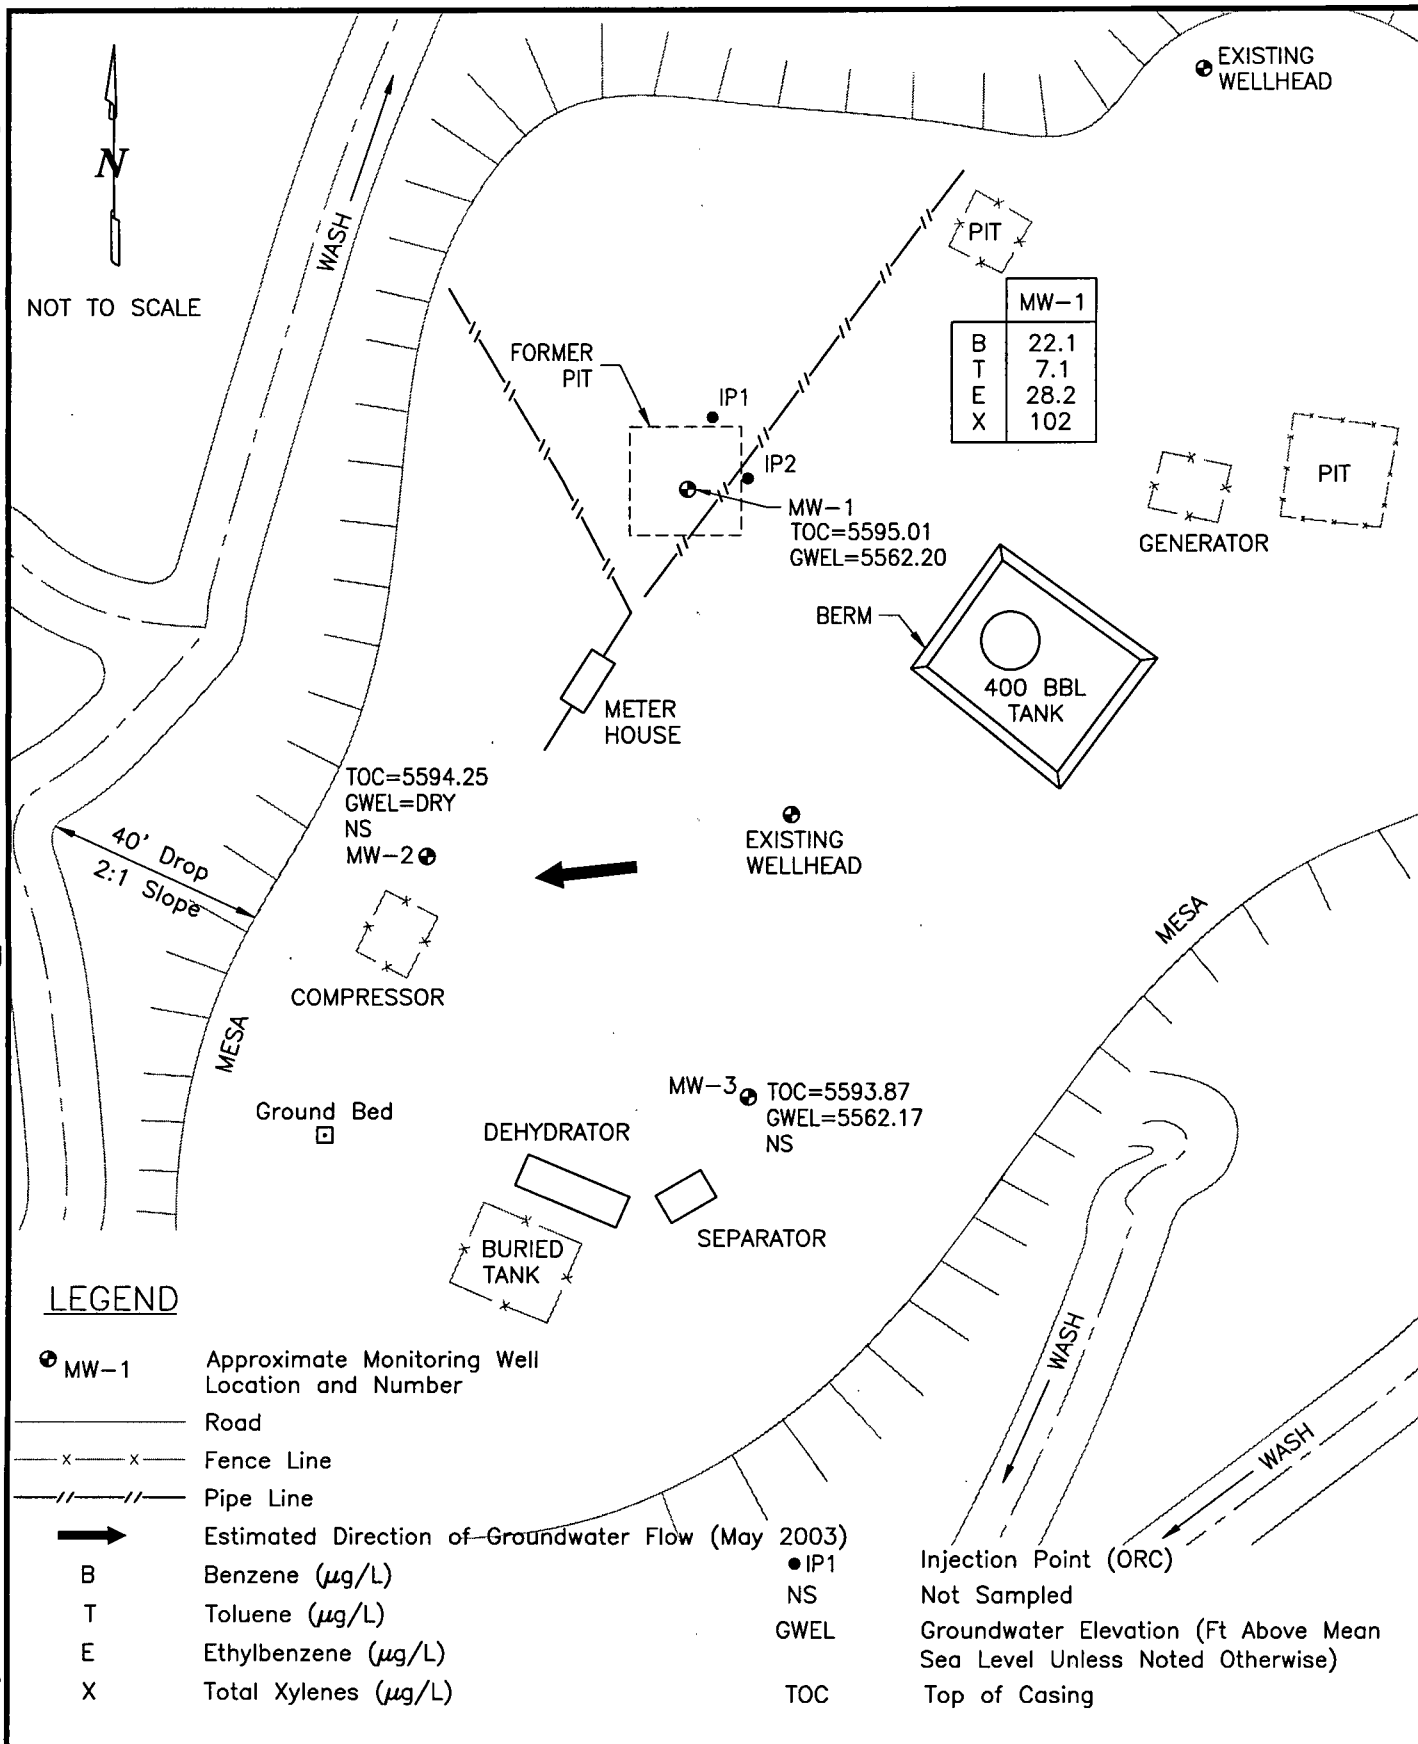 EXISTING
WELLHEAD
N
NOT TO SCALE
WASH
PIT
MW-1
B 22.1
T 7.1
E 28.2
X 102
FORMER
PIT
IP1
IP2
MW-1
TOC=5595.01
GWEL=5562.20
PIT
GENERATOR
BERM
400 BBL
TANK
METER
HOUSE
TOC=5594.25
GWEL=DRY
NS
MW-2
EXISTING
WELLHEAD
40' Drop
2:1 Slope
MESA
COMPRESSOR
MESA
MW-3
TOC=5593.87
GWEL=5562.17
NS
Ground Bed
DEHYDRATOR
SEPARATOR
BURIED
TANK
WASH
WASH
LEGEND
MW-1 Approximate Monitoring Well
Location and Number
Road
x x Fence Line
Pipe Line
Estimated Direction of Groundwater Flow (May 2003)
B Benzene (μg/L)
T Toluene (μg/L)
E Ethylbenzene (μg/L)
X Total Xylenes (μg/L)
IP1 Injection Point (ORC)
NS Not Sampled
GWEL Groundwater Elevation (Ft Above Mean
Sea Level Unless Noted Otherwise)
TOC Top of Casing